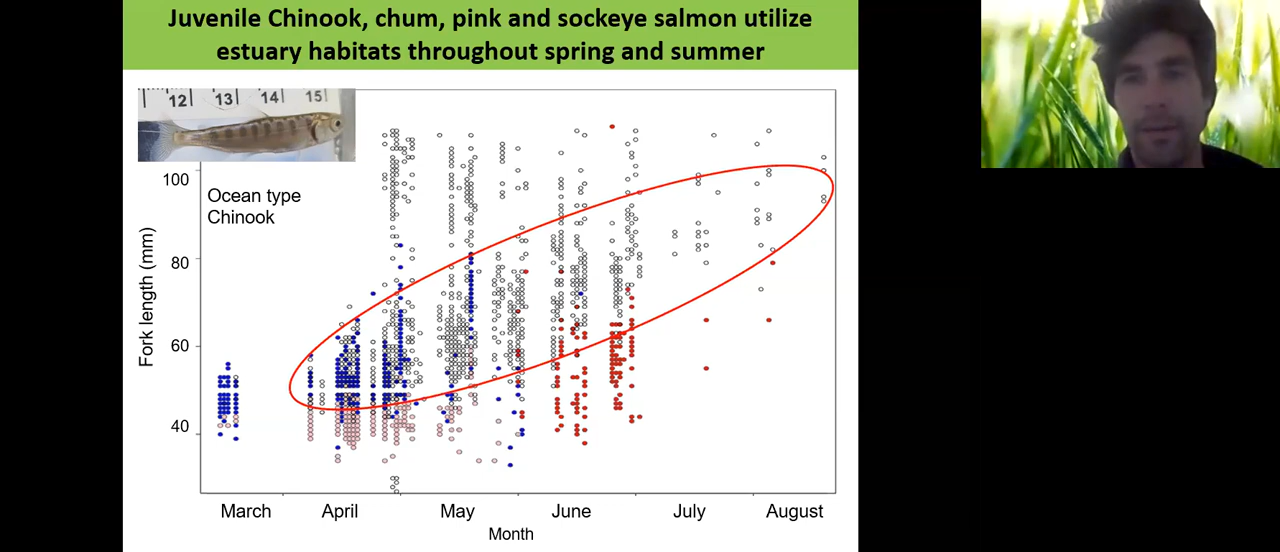 Juvenile Chinook, chum, pink and sockeye salmon utilize
estuary habitats throughout spring and summer
12 13 14 15
100
Ocean type
Chinook
80
60
40
Fork length (mm)
March April May June July August
Month